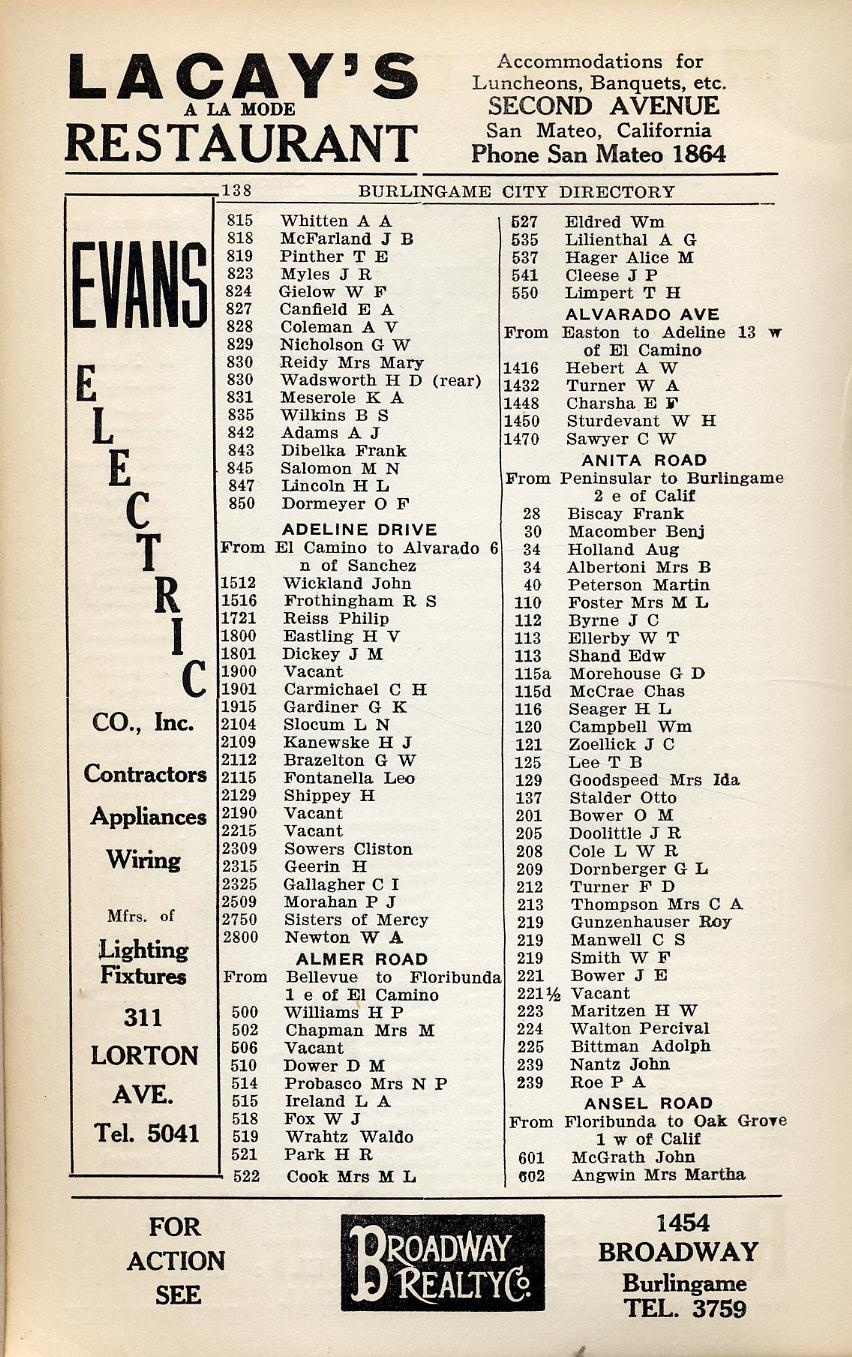 LACAY'S
A LA MODE
RESTAURANT
Accommodations for
Luncheons, Banquets, etc.
SECOND AVENUE
San Mateo, California
Phone San Mateo 1864
138 BURLINGAME CITY DIRECTORY
EVANS
ELECTRIC
CO., Inc.
Contractors
Appliances
Wiring
Mfrs. of
Lighting
Fixtures
311
LORTON
AVE.
Tel. 5041
815 Whitten A A
818 McFarland J B
819 Pinther T E
823 Myles J R
824 Gielow W F
827 Canfield E A
828 Coleman A V
829 Nicholson G W
830 Reidy Mrs Mary
830 Wadsworth H D (rear)
831 Meserole K A
835 Wilkins B S
842 Adams A J
843 Dibelka Frank
845 Salomon M N
847 Lincoln H L
850 Dormeyer O F
ADELINE DRIVE
From El Camino to Alvarado 6
n of Sanchez
1512 Wickland John
1516 Frothingham R S
1721 Reiss Philip
1800 Eastling H V
1801 Dickey J M
1900 Vacant
1901 Carmichael C H
1915 Gardiner G K
2104 Slocum L N
2109 Kanewske H J
2112 Brazelton G W
2115 Fontanella Leo
2129 Shippey H
2190 Vacant
2215 Vacant
2309 Sowers Cliston
2315 Geerin H
2325 Gallagher C I
2509 Morahan P J
2750 Sisters of Mercy
2800 Newton W A
ALMER ROAD
From Bellevue to Floribunda
1 e of El Camino
500 Williams H P
502 Chapman Mrs M
506 Vacant
510 Dower D M
514 Probasco Mrs N P
515 Ireland L A
518 Fox W J
519 Wrahtz Waldo
521 Park H R
522 Cook Mrs M L
527 Eldred Wm
535 Lilienthal A G
537 Hager Alice M
541 Cleese J P
550 Limpert T H
ALVARADO AVE
From Easton to Adeline 13 w
of El Camino
1416 Hebert A W
1432 Turner W A
1448 Charsha E F
1450 Sturdevant W H
1470 Sawyer C W
ANITA ROAD
From Peninsular to Burlingame
2 e of Calif
28 Biscay Frank
30 Macomber Benj
34 Holland Aug
34 Albertoni Mrs B
40 Peterson Martin
110 Foster Mrs M L
112 Byrne J C
113 Ellerby W T
113 Shand Edw
115a Morehouse G D
115d McCrae Chas
116 Seager H L
120 Campbell Wm
121 Zoellick J C
125 Lee T B
129 Goodspeed Mrs Ida
137 Stalder Otto
201 Bower O M
205 Doolittle J R
208 Cole L W R
209 Dornberger G L
212 Turner F D
213 Thompson Mrs C A
219 Gunzenhauser Roy
219 Manwell C S
219 Smith W F
221 Bower J E
221½ Vacant
223 Maritzen H W
224 Walton Percival
225 Bittman Adolph
239 Nantz John
239 Roe P A
ANSEL ROAD
From Floribunda to Oak Grove
1 w of Calif
601 McGrath John
602 Angwin Mrs Martha
FOR
ACTION
SEE
BROADWAY
REALTY Co.
1454
BROADWAY
Burlingame
TEL. 3759